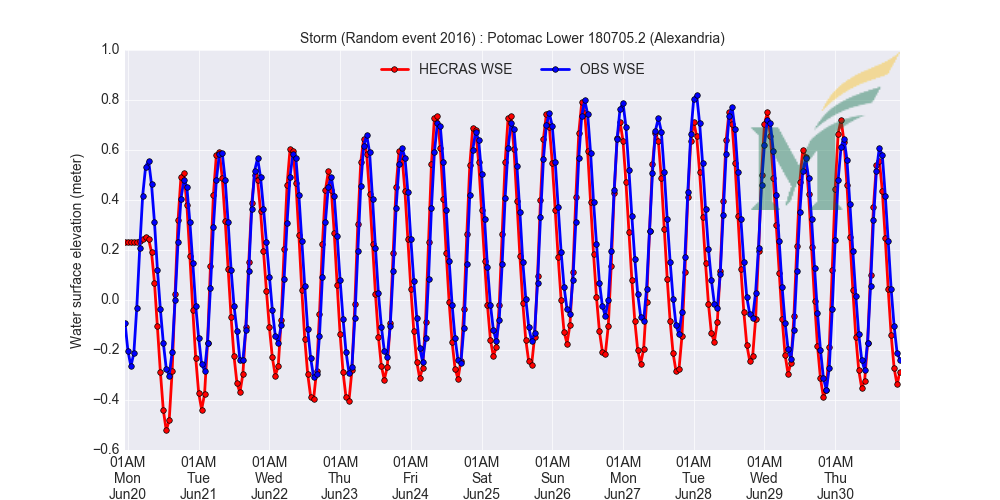 Storm (Random event 2016) : Potomac Lower 180705.2 (Alexandria)
HECRAS WSE OBS WSE
Water surface elevation (meter)
1.0
0.8
0.6
0.4
0.2
0.0
−0.2
−0.4
−0.6
01AM 01AM 01AM 01AM 01AM 01AM 01AM 01AM 01AM 01AM 01AM
Mon Tue Wed Thu Fri Sat Sun Mon Tue Wed Thu
Jun20 Jun21 Jun22 Jun23 Jun24 Jun25 Jun26 Jun27 Jun28 Jun29 Jun30
M